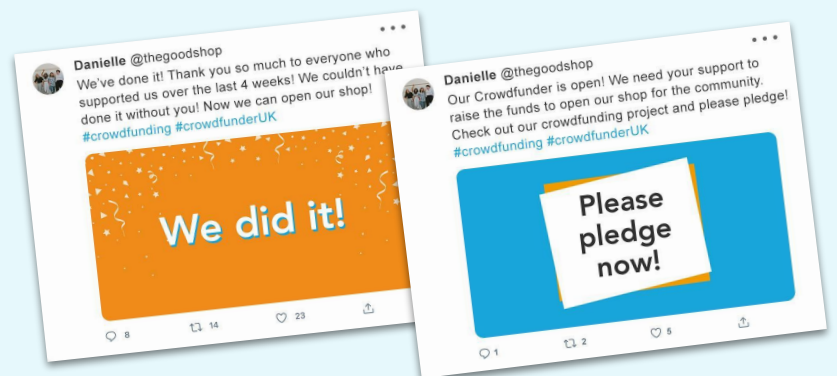 Danielle @thegoodshop
We've done it! Thank you so much to everyone who
supported us over the last 4 weeks! We couldn't have
done it without you! Now we can open our shop!
#crowdfunding #crowdfunderUK
We did it!
8 14 23
Danielle @thegoodshop
Our Crowdfunder is open! We need your support to
raise the funds to open our shop for the community.
Check out our crowdfunding project and please pledge!
#crowdfunding #crowdfunderUK
Please
pledge
now!
1 2 5